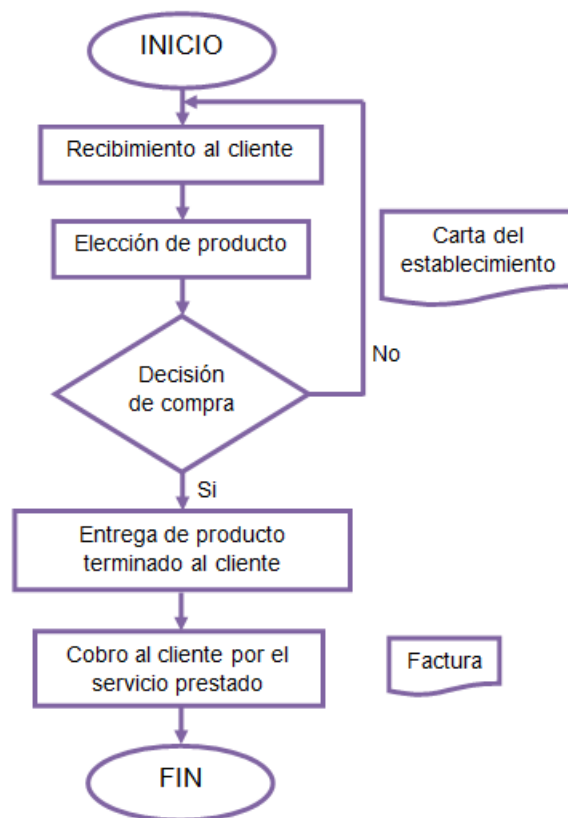 INICIO
Recibimiento al cliente
Elección de producto
Carta del
establecimiento
Decisión
de compra
No
Si
Entrega de producto
terminado al cliente
Cobro al cliente por el
servicio prestado
Factura
FIN